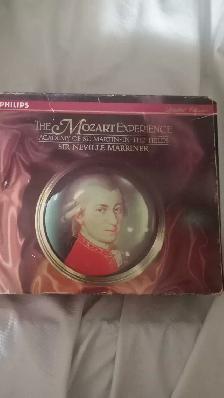 PHILIPS
THE MOZART EXPERIENCE
ACADEMY OF ST. MARTIN-IN-THE-FIELDS
SIR NEVILLE MARRINER